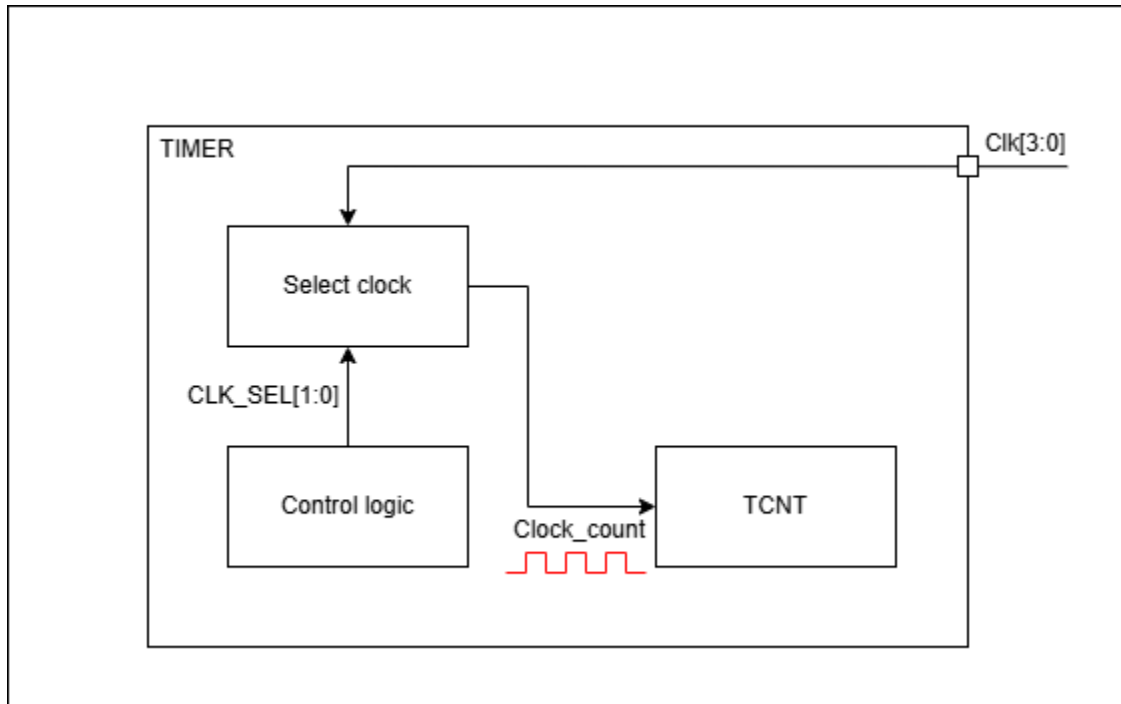 Clk[3:0]
TIMER
Select clock
CLK_SEL[1:0]
Control logic
TCNT
Clock_count